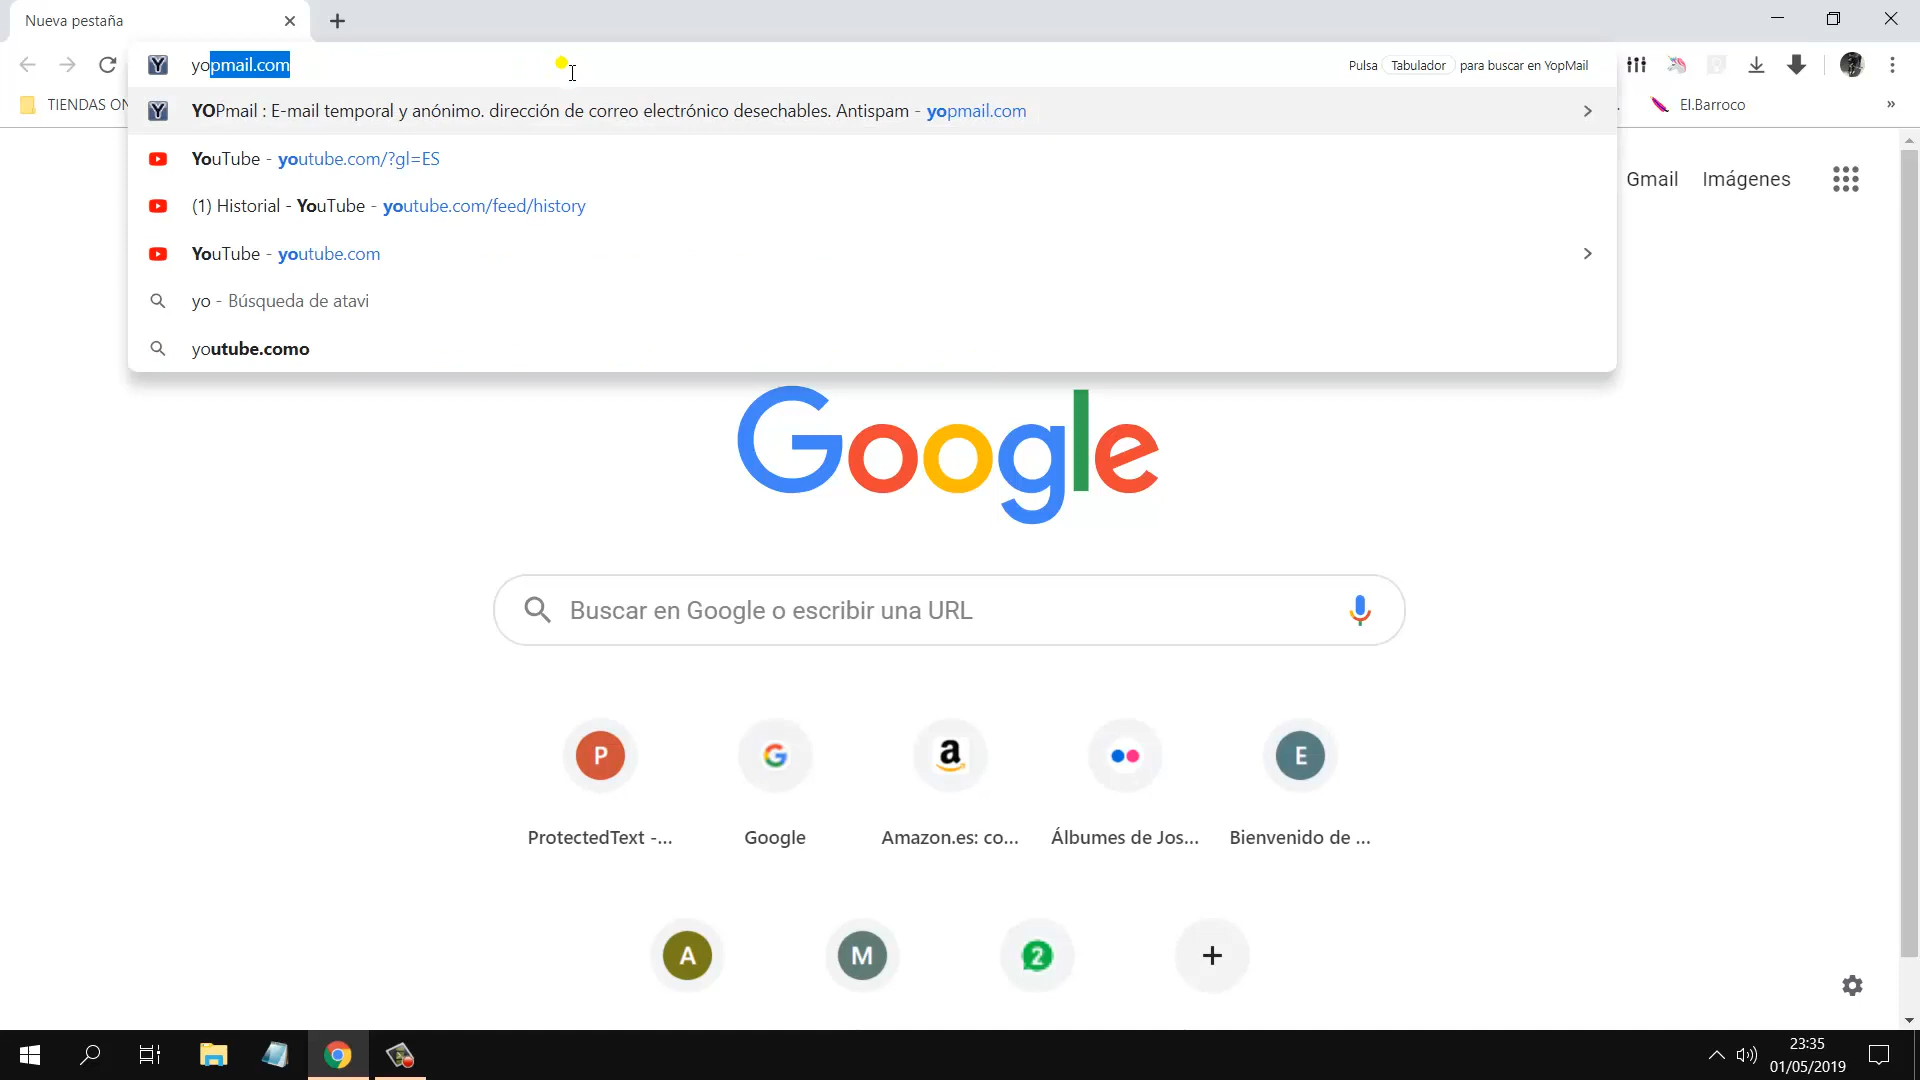 Nueva pestaña
yopmail.com
Pulsa Tabulador para buscar en YopMail
TIENDAS ON
El.Barroco
»
YOPmail : E-mail temporal y anónimo. dirección de correo electrónico desechables. Antispam - yopmail.com
YouTube - youtube.com/?gl=ES
(1) Historial - YouTube - youtube.com/feed/history
YouTube - youtube.com
yo - Búsqueda de atavi
youtube.como
Gmail Imágenes
Google
Buscar en Google o escribir una URL
P
G
a
E
ProtectedText -...
Google
Amazon.es: co...
Álbumes de Jos...
Bienvenido de ...
A
M
2
23:35
01/05/2019